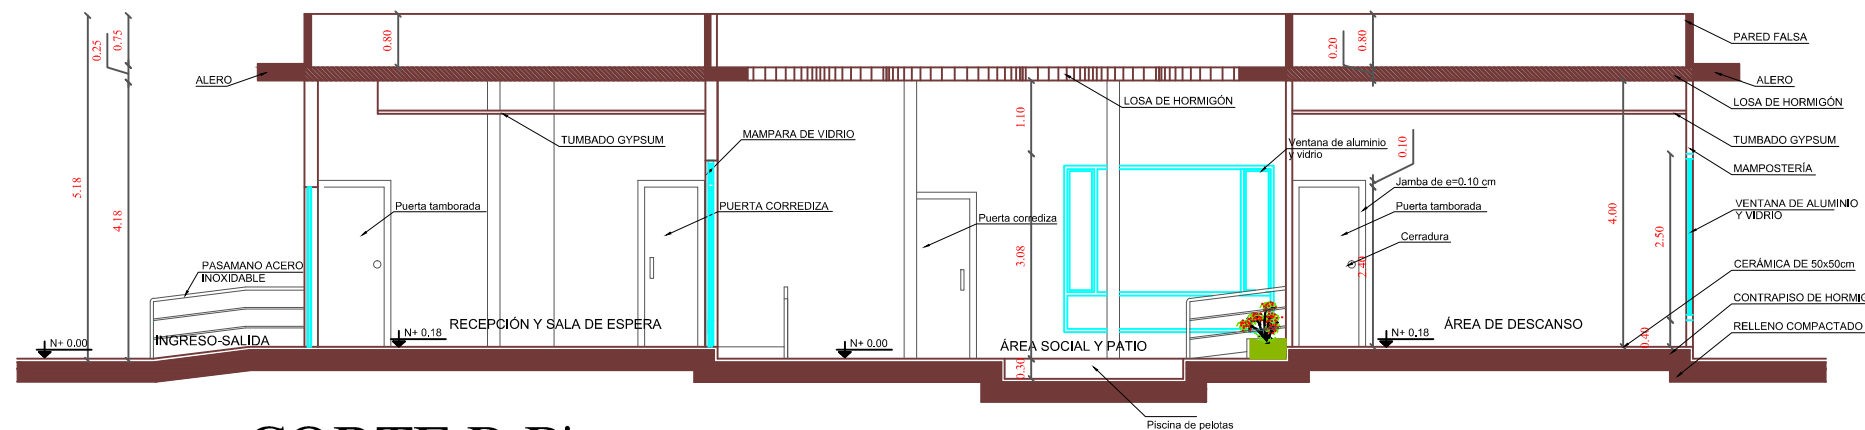 0.25
0.75
0.80
0.20
0.80
PARED FALSA
ALERO
ALERO
LOSA DE HORMIGÓN
LOSA DE HORMIGÓN
1.10
TUMBADO GYPSUM
MAMPARA DE VIDRIO
Ventana de aluminio
y vidrio
0.10
TUMBADO GYPSUM
MAMPOSTERÍA
5.18
4.18
Puerta tamborada
PUERTA CORREDIZA
Puerta corrediza
Jamba de e=0.10 cm
Puerta tamborada
Cerradura
4.00
2.50
VENTANA DE ALUMINIO
Y VIDRIO
3.08
2.40
PASAMANO ACERO
INOXIDABLE
CERÁMICA DE 50x50cm
CONTRAPISO DE HORMIG
RELLENO COMPACTADO
N+ 0.00
INGRESO-SALIDA
N+ 0,18
RECEPCIÓN Y SALA DE ESPERA
N+ 0.00
ÁREA SOCIAL Y PATIO
N+ 0,18
ÁREA DE DESCANSO
0.40
0.30
Piscina de pelotas